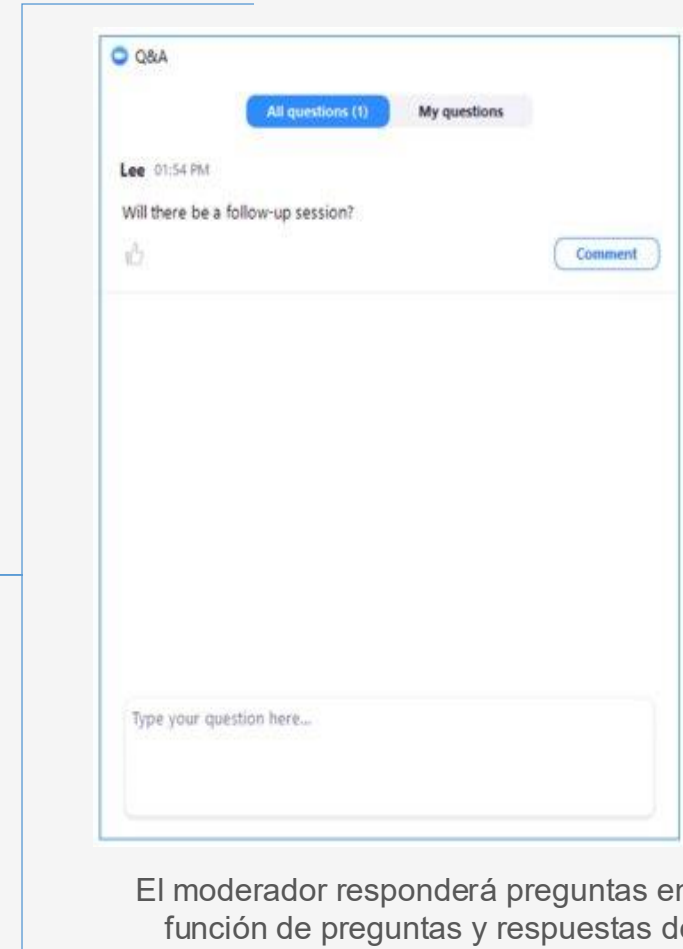 Q&A
All questions (1) My questions
Lee 01:54 PM
Will there be a follow-up session?
Comment
Type your question here...
El moderador responderá preguntas en
función de preguntas y respuestas de